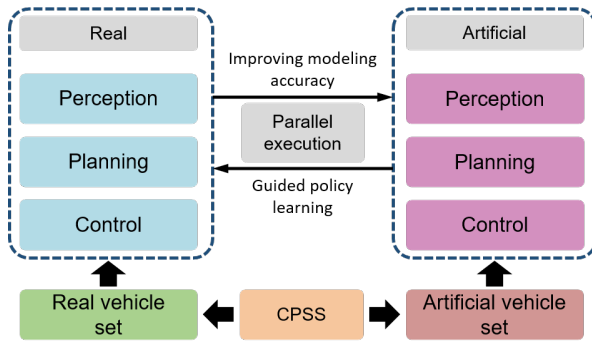 Real
Perception
Planning
Control
Improving modeling
accuracy
Parallel
execution
Guided policy
learning
Artificial
Perception
Planning
Control
Real vehicle
set
CPSS
Artificial vehicle
set